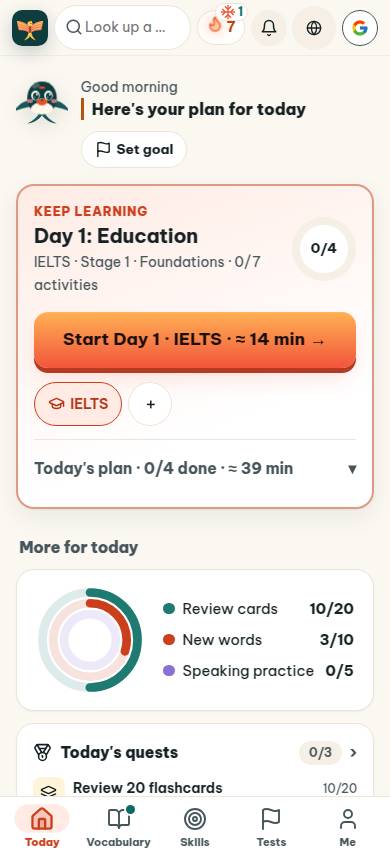 Look up a ...
1
7
Good morning
Here's your plan for today
Set goal
KEEP LEARNING
Day 1: Education
IELTS · Stage 1 · Foundations · 0/7
activities
0/4
Start Day 1 · IELTS · ≈ 14 min →
IELTS
+
Today's plan · 0/4 done · ≈ 39 min ▾
More for today
Review cards 10/20
New words 3/10
Speaking practice 0/5
Today's quests 0/3 ›
Review 20 flashcards 10/20
Today
Vocabulary
Skills
Tests
Me